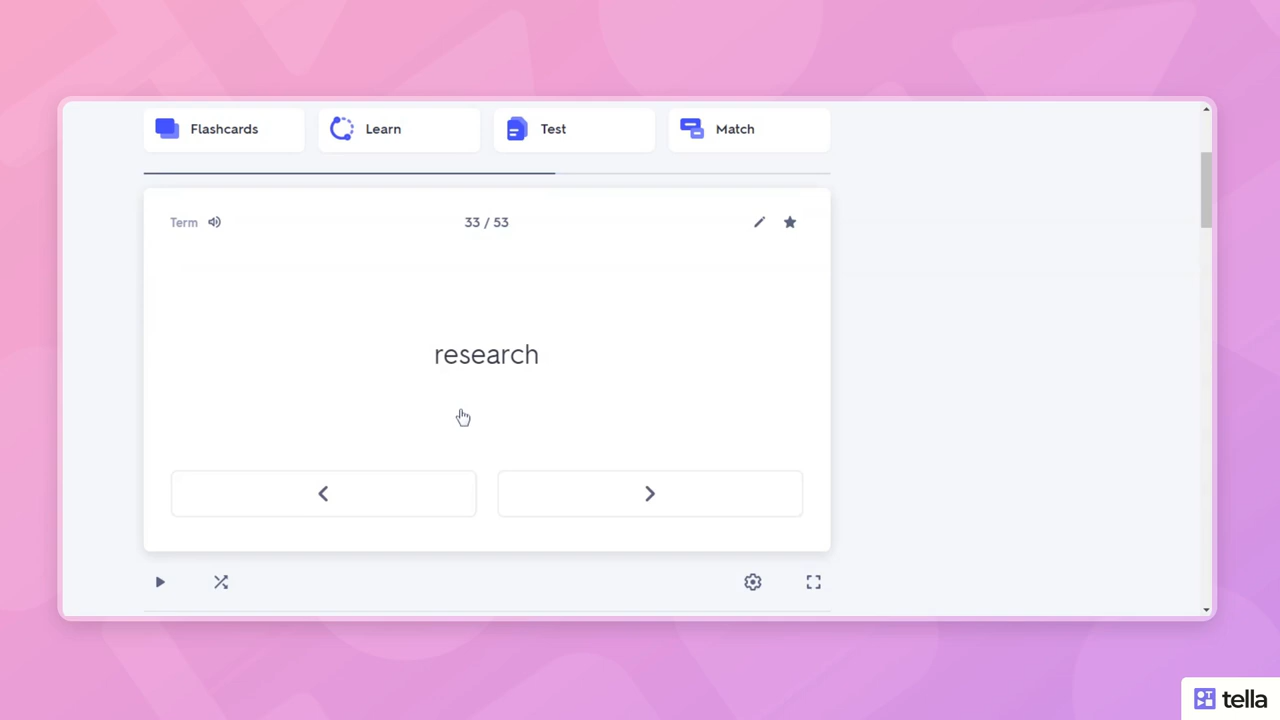 Flashcards
Learn
Test
Match
Term
33 / 53
research
tella